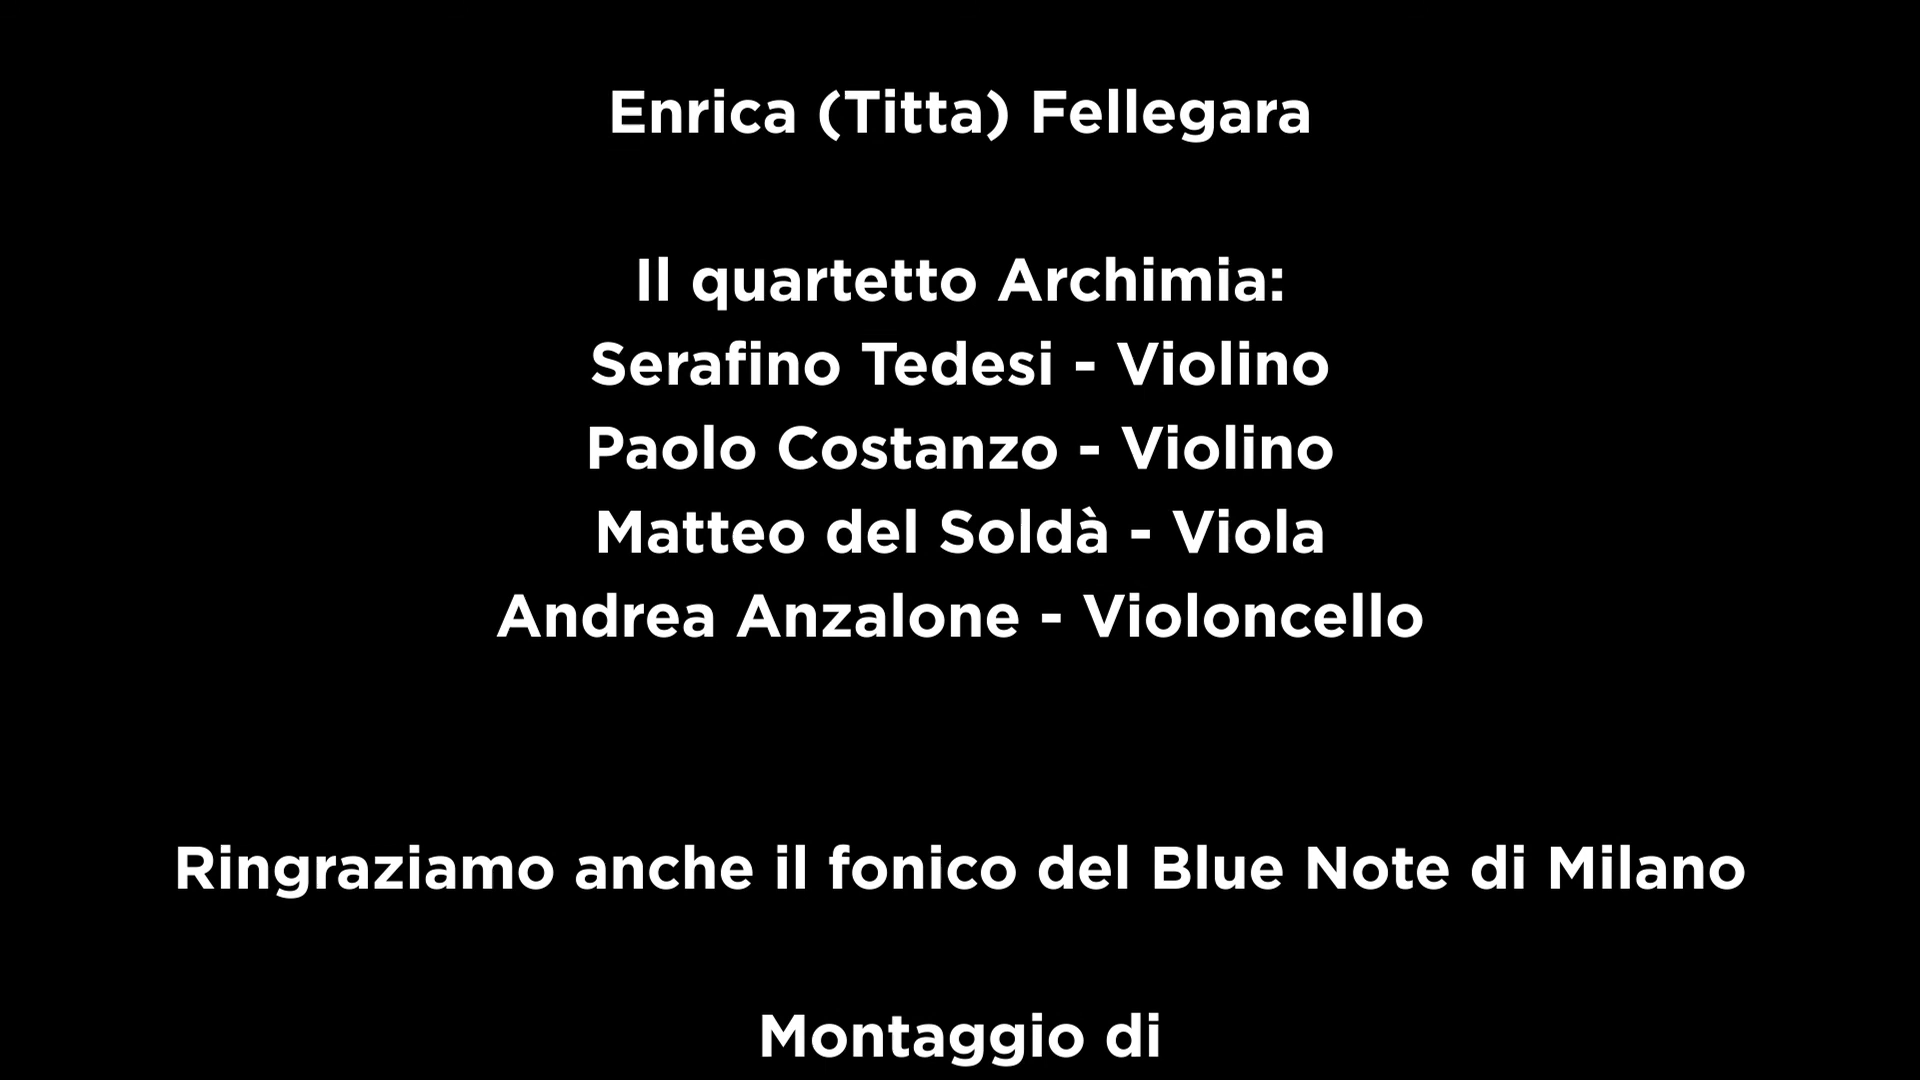 Enrica (Titta) Fellegara
Il quartetto Archimia:
Serafino Tedesi - Violino
Paolo Costanzo - Violino
Matteo del Soldà - Viola
Andrea Anzalone - Violoncello
Ringraziamo anche il fonico del Blue Note di Milano
Montaggio di